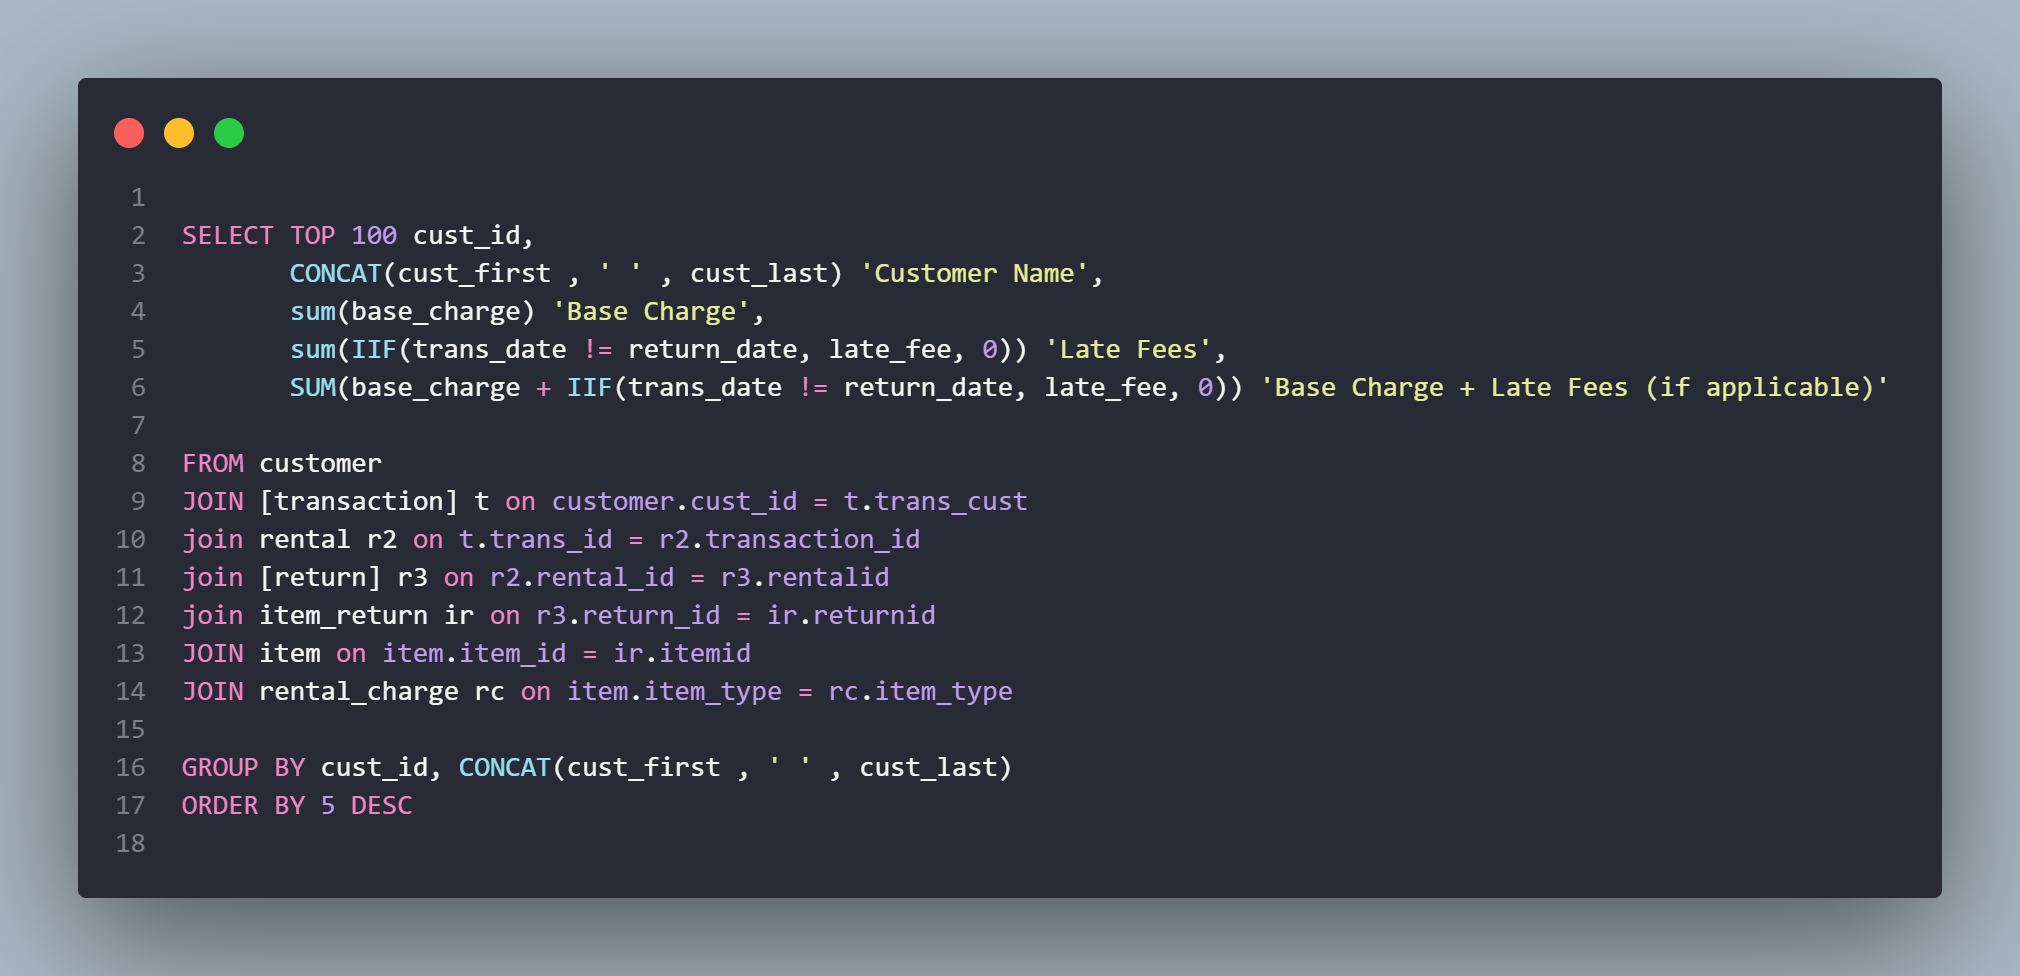 1
2 SELECT TOP 100 cust_id,
3        CONCAT(cust_first , ' ' , cust_last) 'Customer Name',
4        sum(base_charge) 'Base Charge',
5        sum(IIF(trans_date != return_date, late_fee, 0)) 'Late Fees',
6        SUM(base_charge + IIF(trans_date != return_date, late_fee, 0)) 'Base Charge + Late Fees (if applicable)'
7
8 FROM customer
9 JOIN [transaction] t on customer.cust_id = t.trans_cust
10 join rental r2 on t.trans_id = r2.transaction_id
11 join [return] r3 on r2.rental_id = r3.rentalid
12 join item_return ir on r3.return_id = ir.returnid
13 JOIN item on item.item_id = ir.itemid
14 JOIN rental_charge rc on item.item_type = rc.item_type
15
16 GROUP BY cust_id, CONCAT(cust_first , ' ' , cust_last)
17 ORDER BY 5 DESC
18